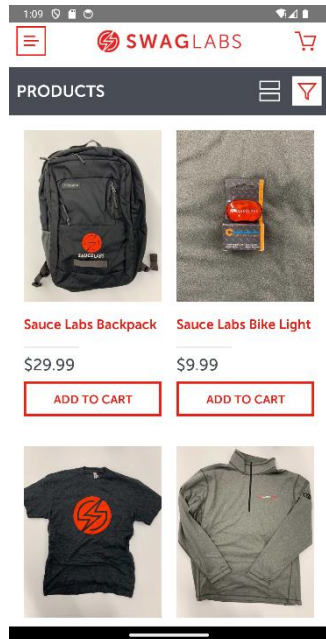 1:09
SWAGLABS
PRODUCTS
SAUCELABS
Sauce Labs Backpack
Sauce Labs Bike Light
$29.99
$9.99
ADD TO CART
ADD TO CART